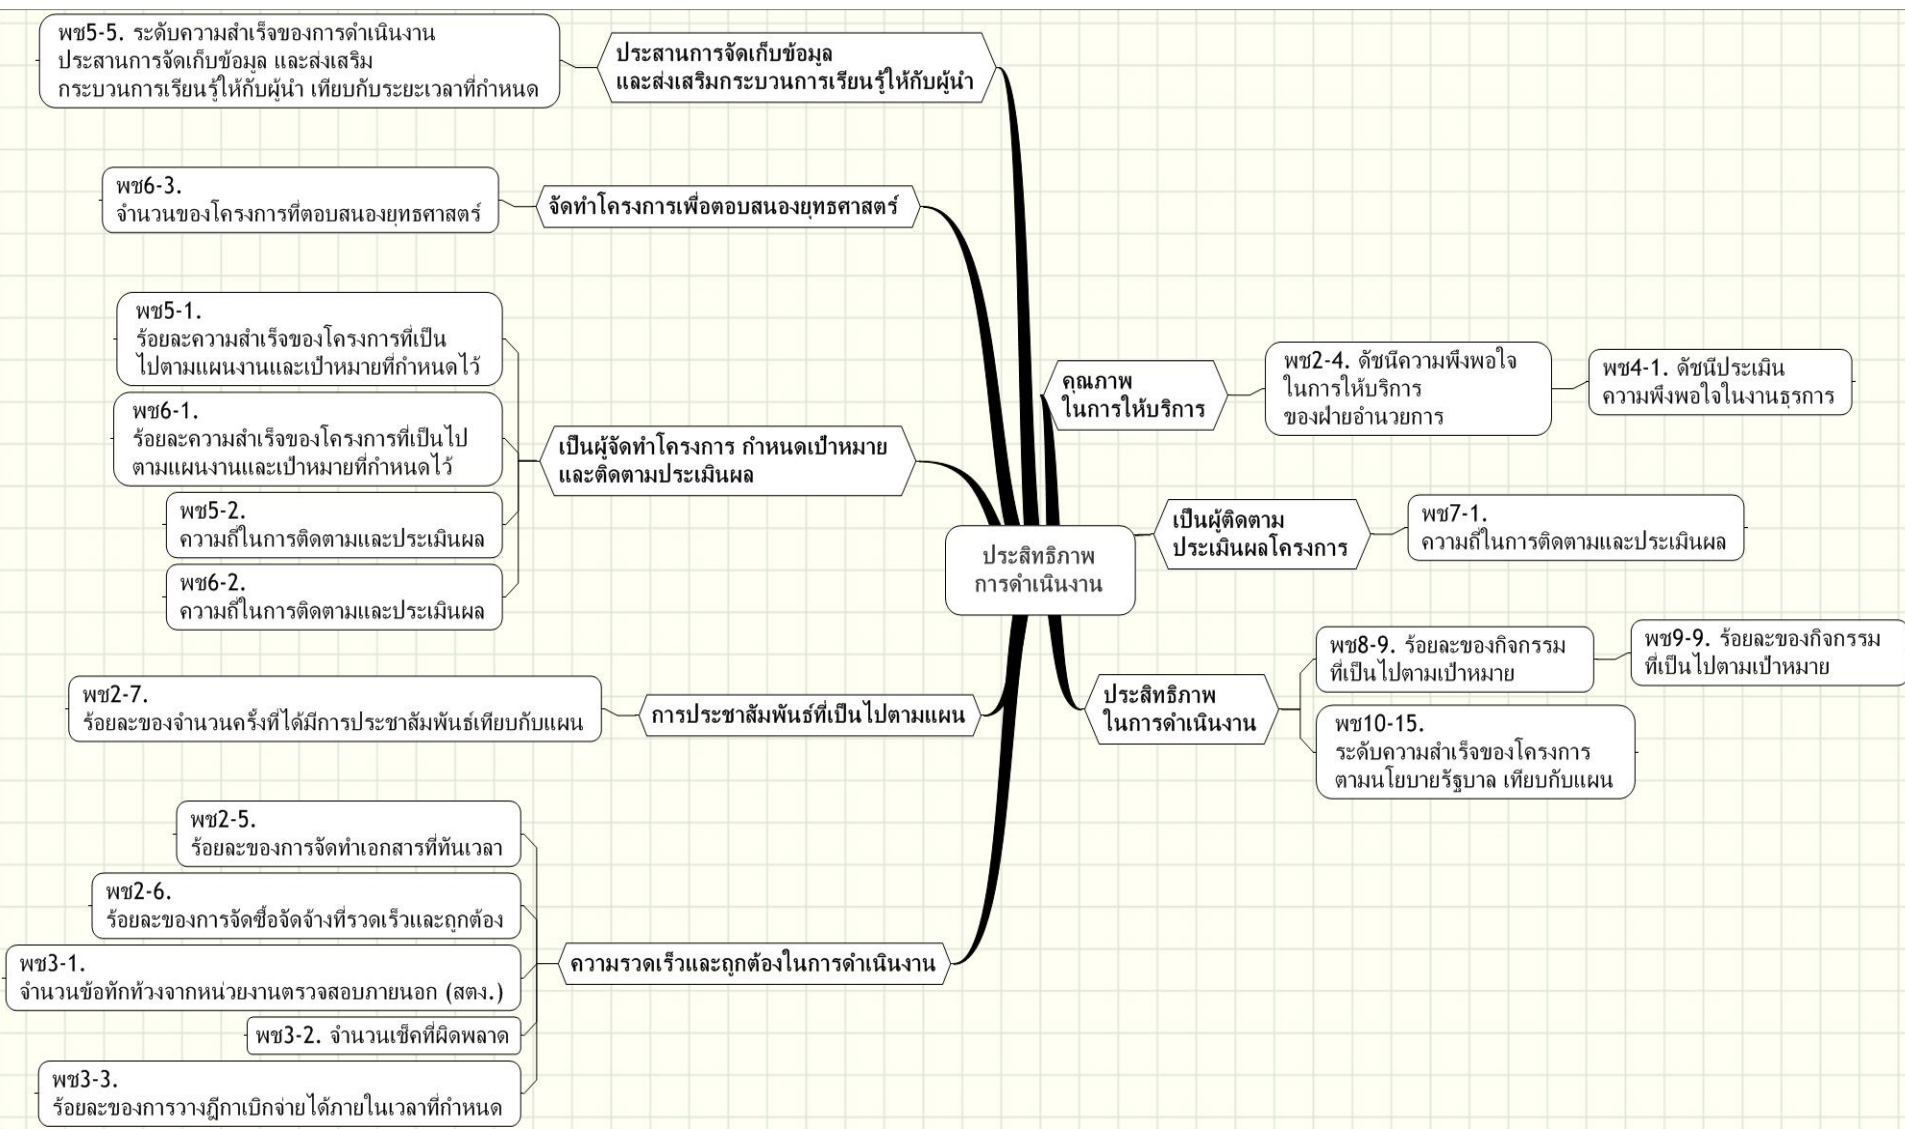 พช5-5. ระดับความสำเร็จของการดำเนินงาน
ประสานการจัดเก็บข้อมูล และส่งเสริม
กระบวนการเรียนรู้ให้กับผู้นำ เทียบกับระยะเวลาที่กำหนด
ประสานการจัดเก็บข้อมูล
และส่งเสริมกระบวนการเรียนรู้ให้กับผู้นำ
พช6-3.
จำนวนของโครงการที่ตอบสนองยุทธศาสตร์
จัดทำโครงการเพื่อตอบสนองยุทธศาสตร์
พช5-1.
ร้อยละความสำเร็จของโครงการที่เป็น
ไปตามแผนงานและเป้าหมายที่กำหนดไว้
พช6-1.
ร้อยละความสำเร็จของโครงการที่เป็นไป
ตามแผนงานและเป้าหมายที่กำหนดไว้
พช5-2.
ความถี่ในการติดตามและประเมินผล
พช6-2.
ความถี่ในการติดตามและประเมินผล
เป็นผู้จัดทำโครงการ กำหนดเป้าหมาย
และติดตามประเมินผล
พช2-7.
ร้อยละของจำนวนครั้งที่ได้มีการประชาสัมพันธ์เทียบกับแผน
การประชาสัมพันธ์ที่เป็นไปตามแผน
พช2-5.
ร้อยละของการจัดทำเอกสารที่ทันเวลา
พช2-6.
ร้อยละของการจัดซื้อจัดจ้างที่รวดเร็วและถูกต้อง
พช3-1.
จำนวนข้อทักท้วงจากหน่วยงานตรวจสอบภายนอก (สตง.)
พช3-2. จำนวนเช็คที่ผิดพลาด
พช3-3.
ร้อยละของการวางฎีกาเบิกจ่ายได้ภายในเวลาที่กำหนด
ความรวดเร็วและถูกต้องในการดำเนินงาน
ประสิทธิภาพ
การดำเนินงาน
คุณภาพ
ในการให้บริการ
พช2-4. ดัชนีความพึงพอใจ
ในการให้บริการ
ของฝ่ายอำนวยการ
พช4-1. ดัชนีประเมิน
ความพึงพอใจในงานธุรการ
เป็นผู้ติดตาม
ประเมินผลโครงการ
พช7-1.
ความถี่ในการติดตามและประเมินผล
ประสิทธิภาพ
ในการดำเนินงาน
พช8-9. ร้อยละของกิจกรรม
ที่เป็นไปตามเป้าหมาย
พช9-9. ร้อยละของกิจกรรม
ที่เป็นไปตามเป้าหมาย
พช10-15.
ระดับความสำเร็จของโครงการ
ตามนโยบายรัฐบาล เทียบกับแผน